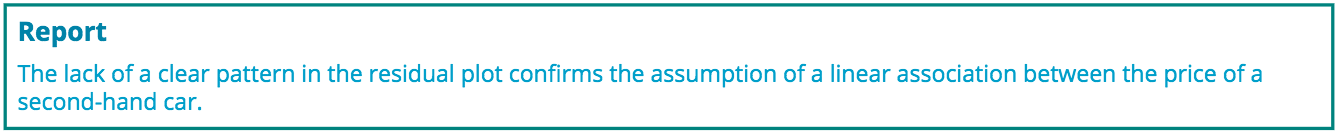 Report
The lack of a clear pattern in the residual plot confirms the assumption of a linear association between the price of a
second-hand car.